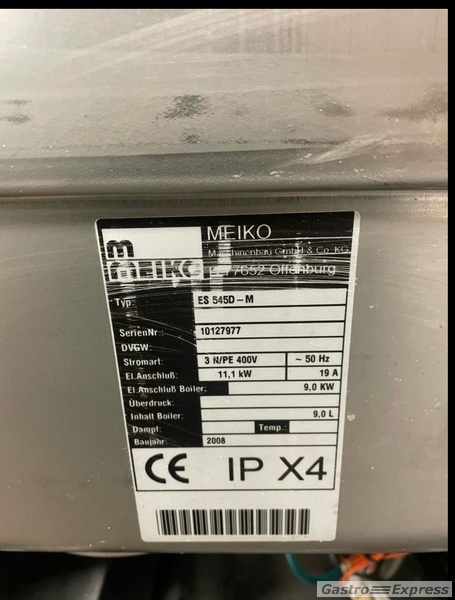 MEIKO
Maschinenbau GmbH & Co. KG
77652 Offenburg
MEIKO
Typ: ES 545D-M
SerienNr.: 10127977
DVGW:
Stromart: 3 N/PE 400V ~ 50 Hz
El.Anschluß: 11,1 kW 19 A
El.Anschluß Boiler: 9,0 KW
Überdruck:
Inhalt Boiler: 9,0 L
Dampf: Temp.:
Baujahr: 2008
CE IP X4
Gastro Express